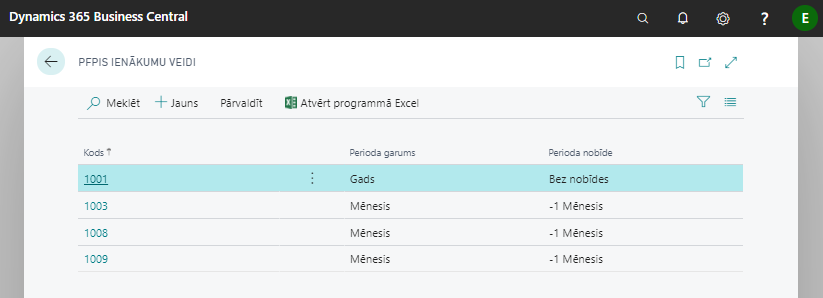 Dynamics 365 Business Central
?
E
PFPIS IENĀKUMU VEIDI
Meklēt Jauns Pārvaldīt Atvērt programmā Excel
Kods ↑ Perioda garums Perioda nobīde
1001 Gads Bez nobīdes
1003 Mēnesis -1 Mēnesis
1008 Mēnesis -1 Mēnesis
1009 Mēnesis -1 Mēnesis